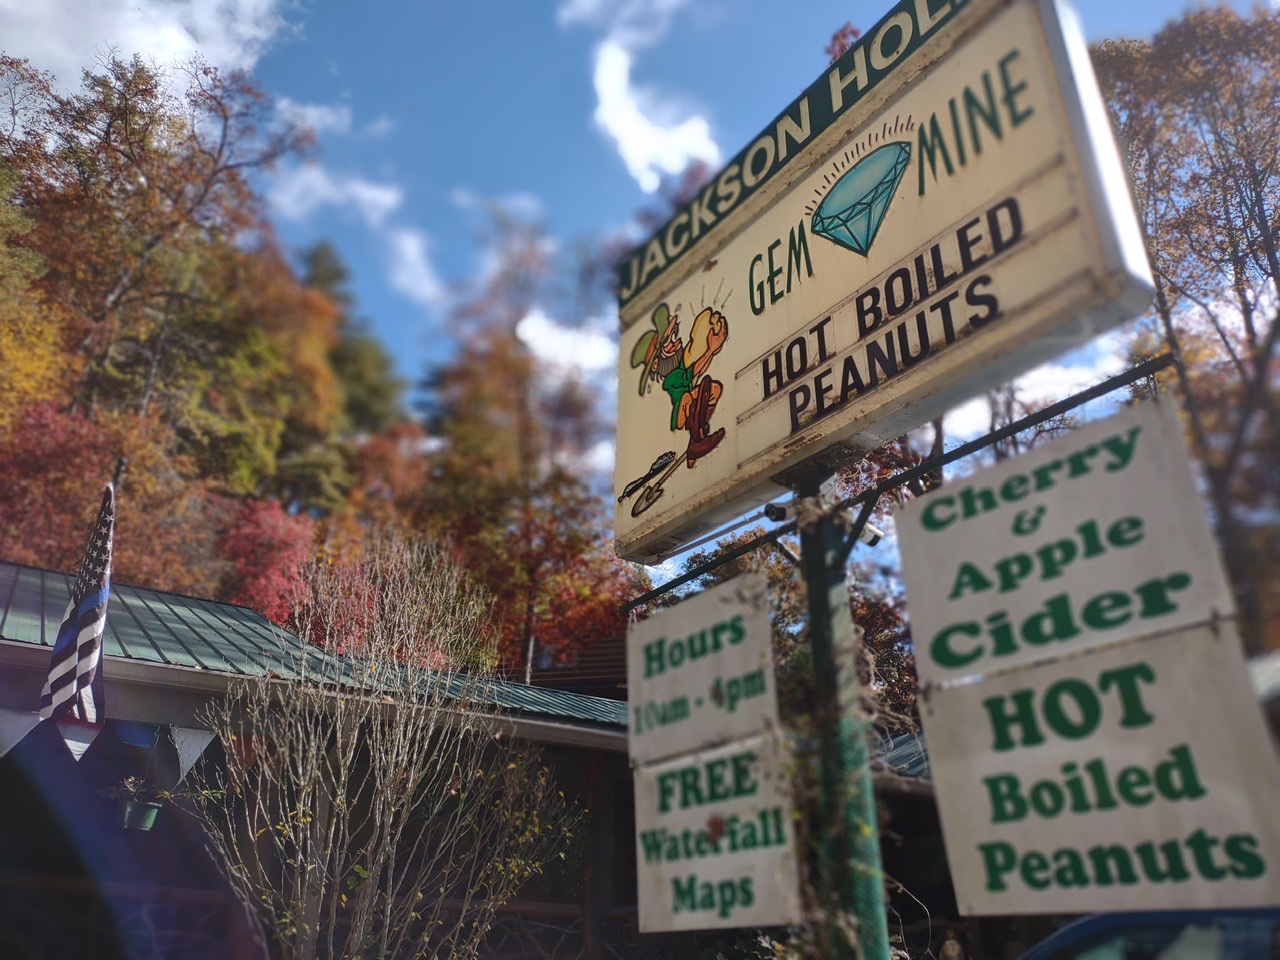 JACKSON HOL
GEM MINE
HOT BOILED
PEANUTS
Cherry
&
Apple
Cider
HOT
Boiled
Peanuts
Hours
10am - 4pm
FREE
Waterfall
Maps